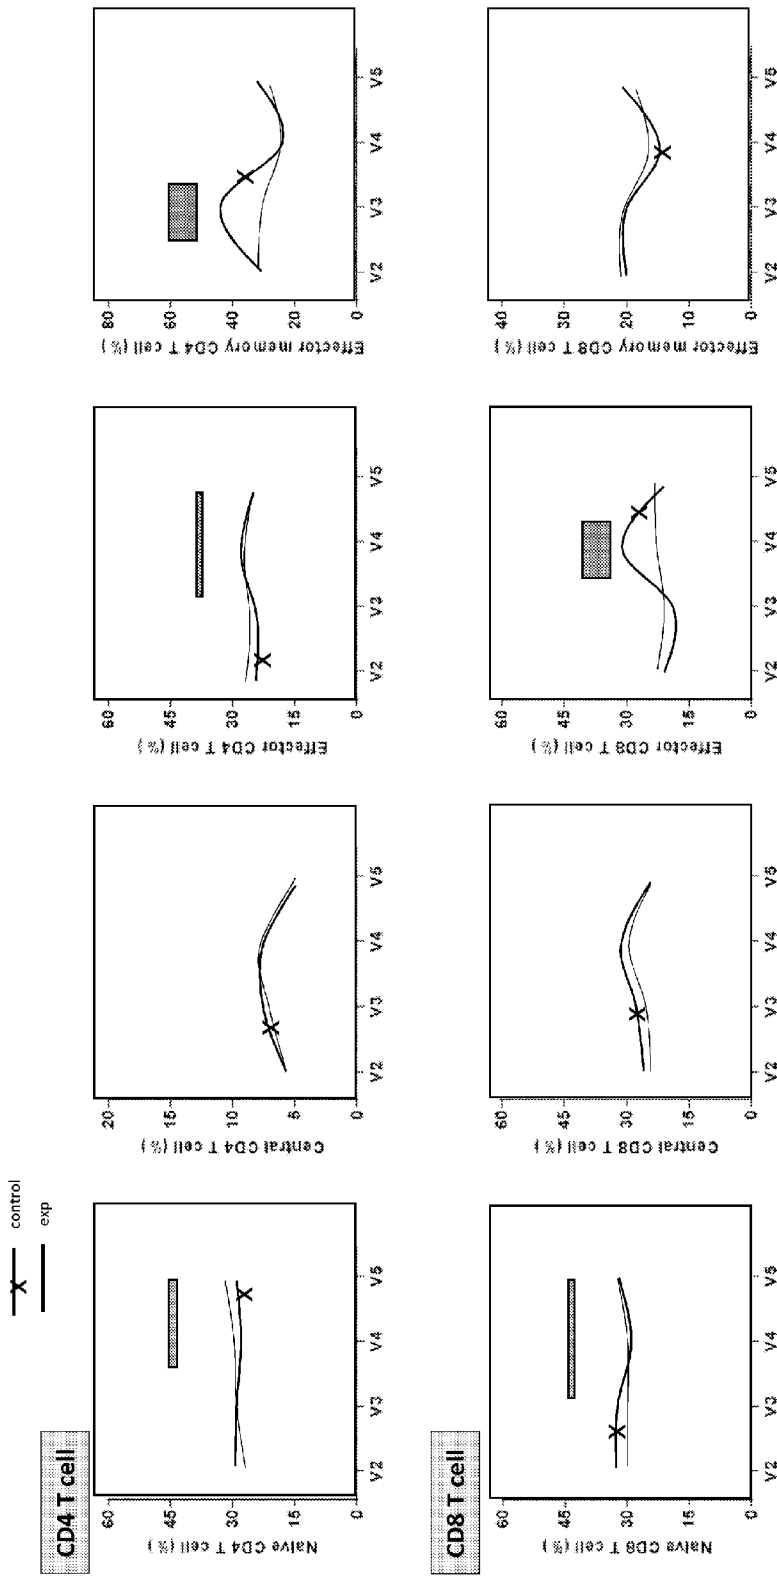 control
exp
CD4 T cell
Naive CD4 T cell (%)
60
45
30
15
0
V2 V3 V4 V5
Central CD4 T cell (%)
20
15
10
5
0
V2 V3 V4 V5
Effector CD4 T cell (%)
60
45
30
15
0
V2 V3 V4 V5
Effector memory CD4 T cell (%)
80
60
40
20
0
V2 V3 V4 V5
CD8 T cell
Naive CD8 T cell (%)
60
45
30
15
0
V2 V3 V4 V5
Central CD8 T cell (%)
60
45
30
15
0
V2 V3 V4 V5
Effector CD8 T cell (%)
60
45
30
15
0
V2 V3 V4 V5
Effector memory CD8 T cell (%)
40
30
20
10
0
V2 V3 V4 V5